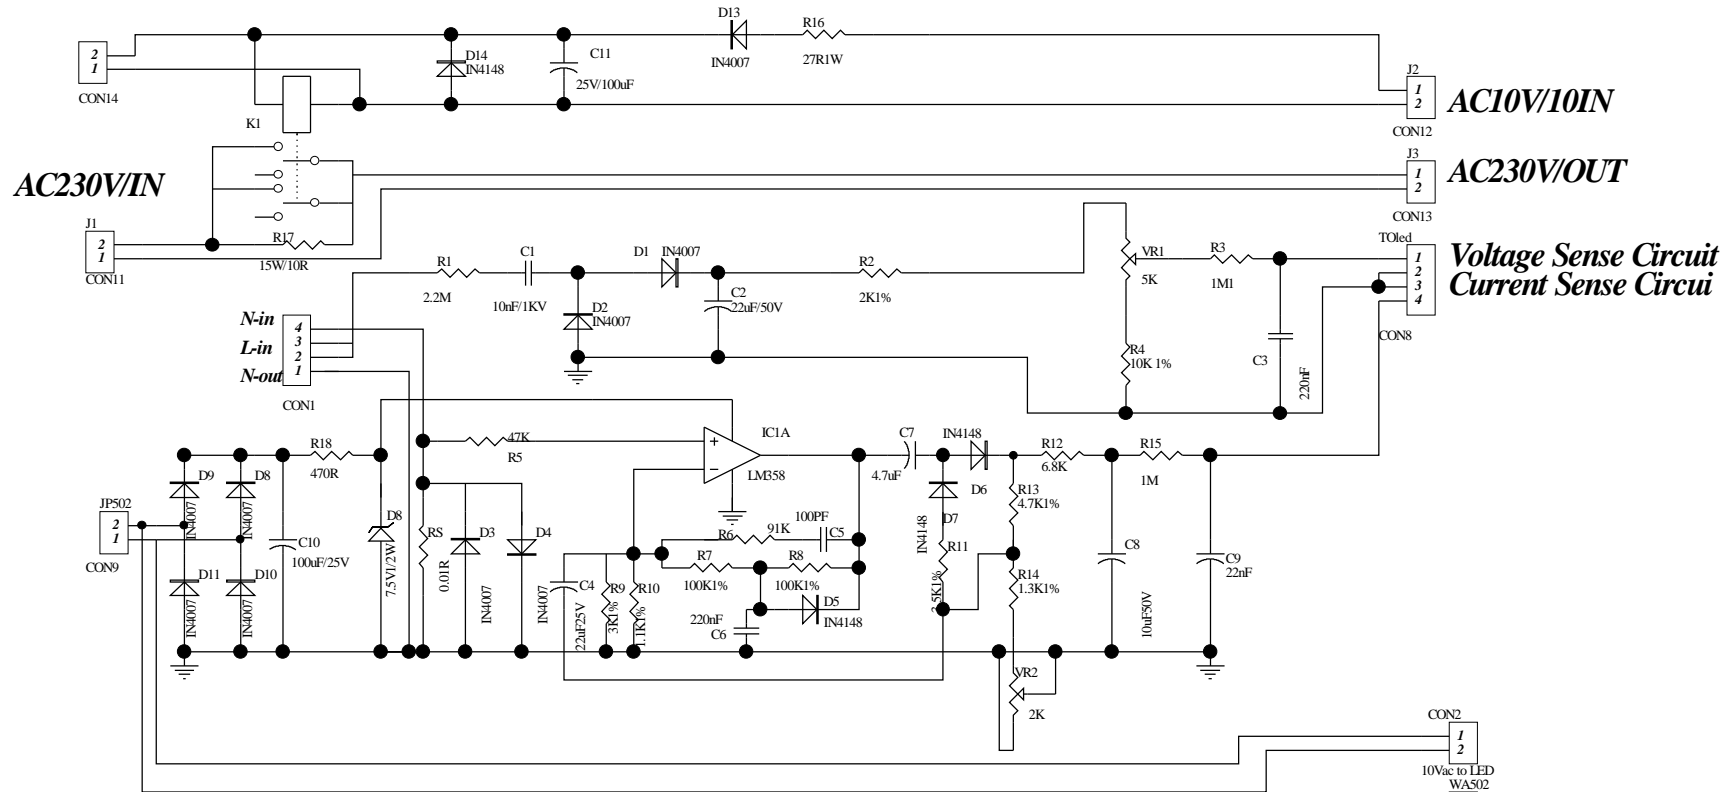 D13
R16
IN4007
27R1W
D14
IN4148
C11
25V/100uF
2
1
CON14
K1
J2
1
2
CON12
AC10V/10IN
AC230V/IN
J3
1
2
CON13
AC230V/OUT
J1
2
1
CON11
R17
15W/10R
TOled
1
2
3
4
CON8
Voltage Sense Circuit
Current Sense Circui
R1
2.2M
C1
10nF/1KV
D1
IN4007
D2
IN4007
C2
22uF/50V
R2
2K1%
VR1
5K
R3
1M1
R4
10K 1%
C3
220nF
N-in
L-in
N-out
4
3
2
1
CON1
R18
470R
47K
R5
IC1A
+
−
LM358
C7
4.7uF
IN4148
D6
R12
6.8K
R15
1M
D9
IN4007
D8
IN4007
JP502
2
1
CON9
D11
IN4007
D10
IN4007
C10
100uF/25V
D8
7.5V1/2W
RS
0.01R
D3
IN4007
D4
IN4007
C4
22uF25V
R9
3K1%
R10
1.1K1%
R6
91K
100PF
C5
R7
100K1%
R8
100K1%
220nF
C6
D5
IN4148
D7
IN4148
R11
R13
4.7K1%
R14
1.3K1%
VR2
2K
C8
10uF50V
C9
22nF
CON2
1
2
10Vac to LED
WA502